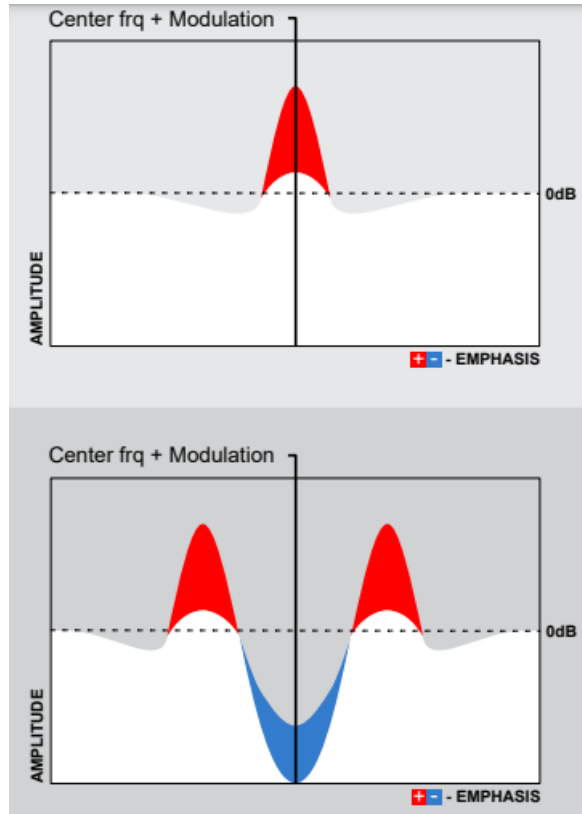 Center frq + Modulation
0dB
AMPLITUDE
+ - - EMPHASIS
Center frq + Modulation
0dB
AMPLITUDE
+ - - EMPHASIS